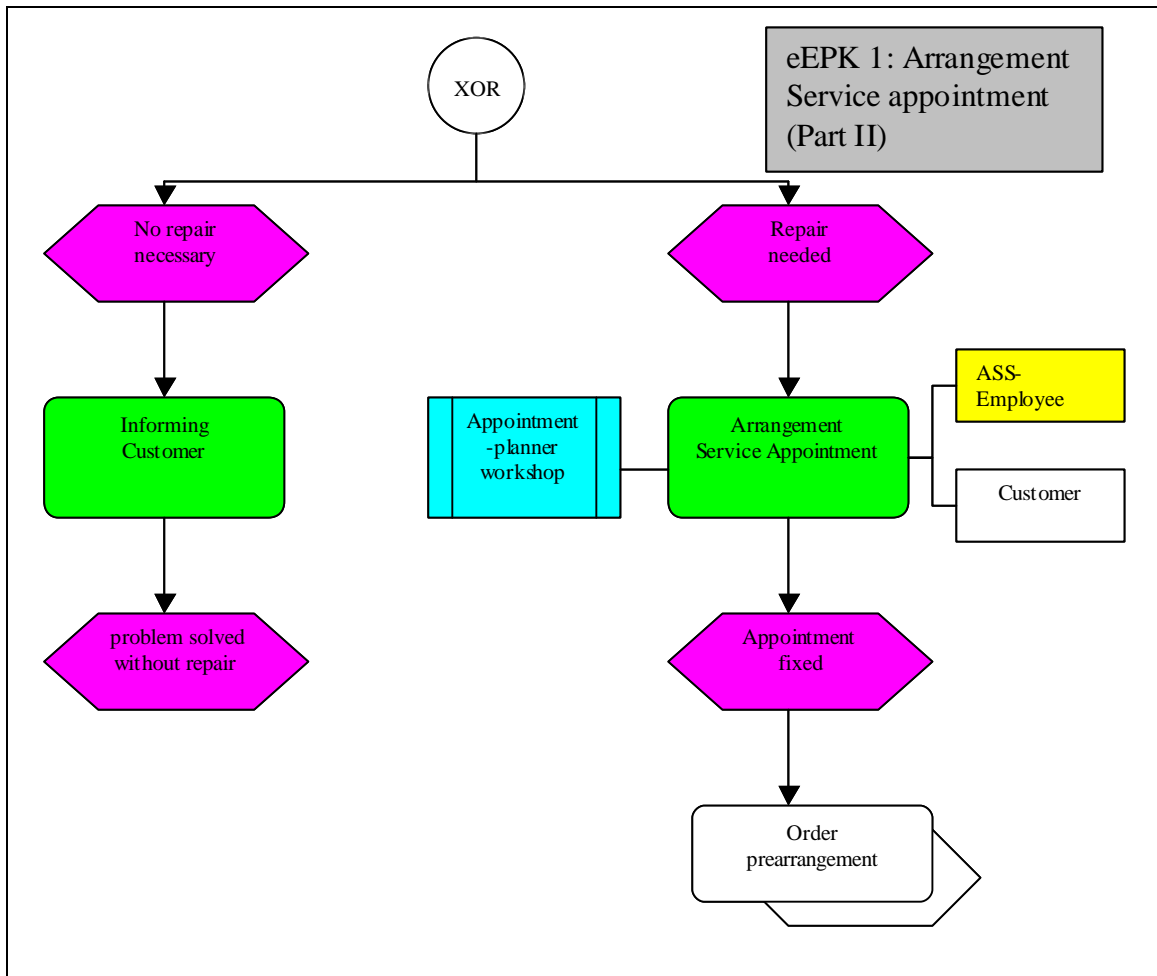 XOR
eEPK 1: Arrangement
Service appointment
(Part II)
No repair
necessary
Repair
needed
Informing
Customer
Appointment
-planner
workshop
Arrangement
Service Appointment
ASS-
Employee
Customer
problem solved
without repair
Appointment
fixed
Order
prearrangement